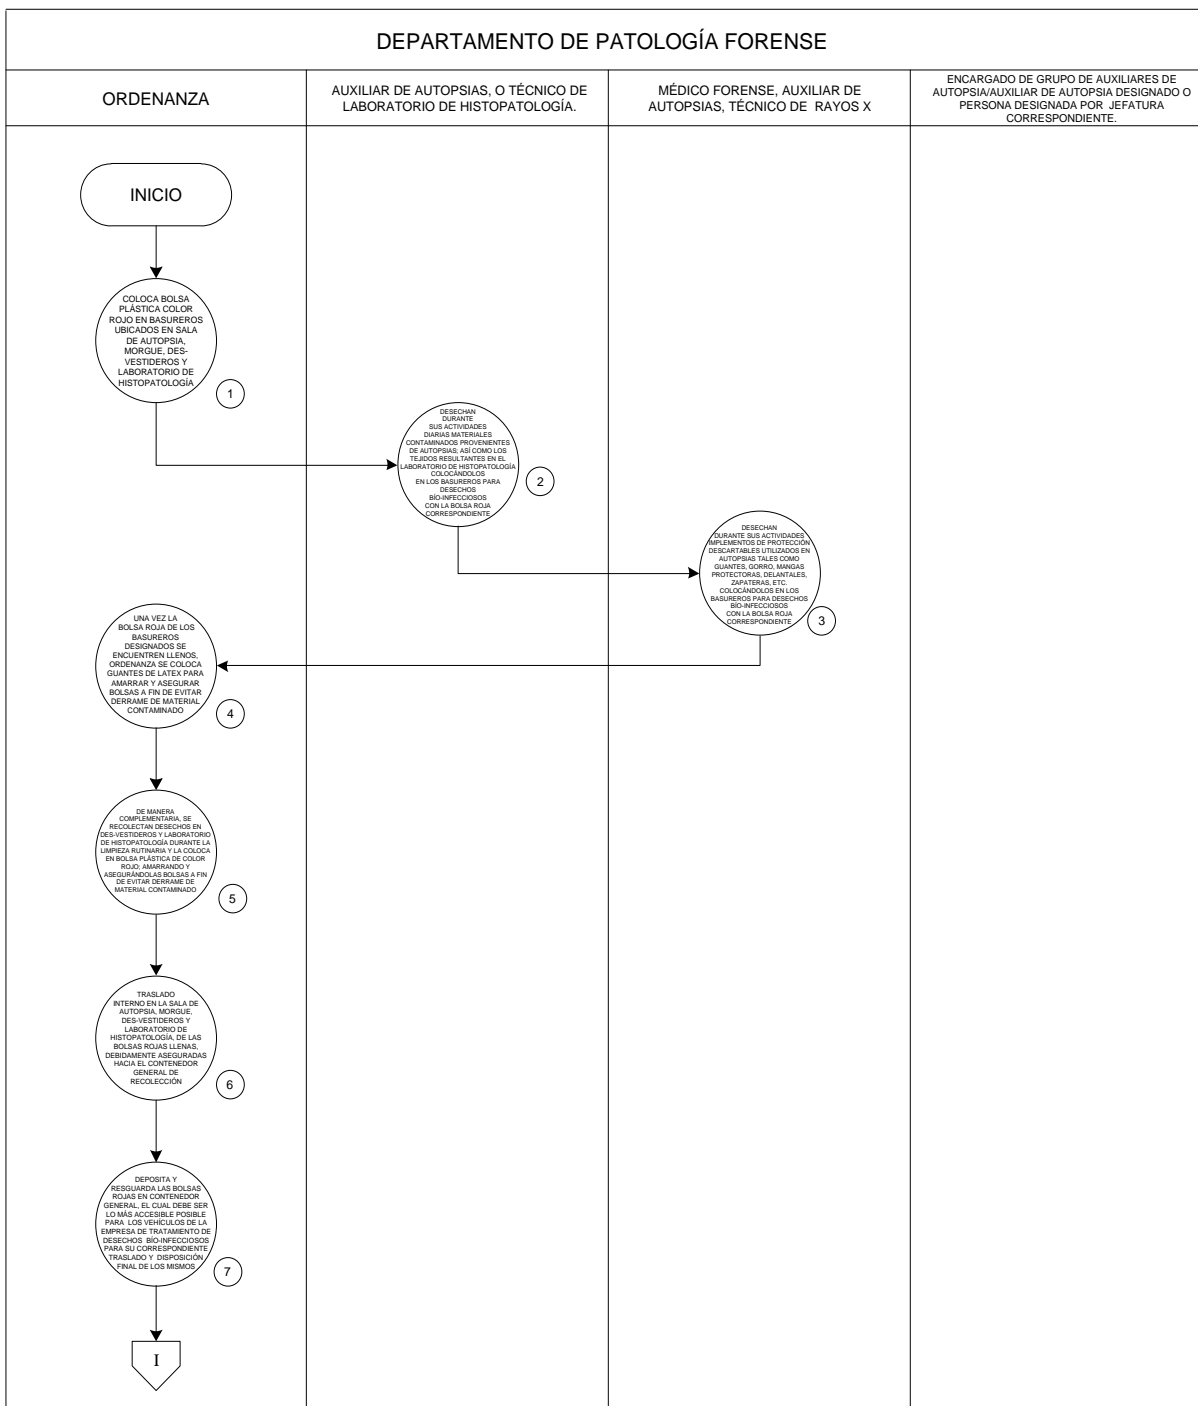 DEPARTAMENTO DE PATOLOGÍA FORENSE
ORDENANZA
AUXILIAR DE AUTOPSIAS, O TÉCNICO DE
LABORATORIO DE HISTOPATOLOGÍA.
MÉDICO FORENSE, AUXILIAR DE
AUTOPSIAS, TÉCNICO DE RAYOS X
ENCARGADO DE GRUPO DE AUXILIARES DE
AUTOPSIA/AUXILIAR DE AUTOPSIA DESIGNADO O
PERSONA DESIGNADA POR JEFATURA
CORRESPONDIENTE.
INICIO
COLOCA BOLSA
PLÁSTICA COLOR
ROJO EN BASUREROS
UBICADOS EN SALA
DE AUTOPSIA,
MORGUE, DES-
VESTIDEROS Y
LABORATORIO DE
HISTOPATOLOGÍA
1
DESECHAN
DURANTE
SUS ACTIVIDADES
DIARIAS MATERIALES
CONTAMINADOS PROVENIENTES
DE AUTOPSIAS; ASÍ COMO LOS
TEJIDOS RESULTANTES EN EL
LABORATORIO DE HISTOPATOLOGÍA
COLOCÁNDOLOS
EN LOS BASUREROS PARA
DESECHOS
BÍO-INFECCIOSOS
CON LA BOLSA ROJA
CORRESPONDIENTE
2
DESECHAN
DURANTE SUS ACTIVIDADES
IMPLEMENTOS DE PROTECCIÓN
DESCARTABLES UTILIZADOS EN
AUTOPSIAS TALES COMO
GUANTES, GORRO, MANGAS
PROTECTORAS, DELANTALES,
ZAPATERAS, ETC.
COLOCÁNDOLOS EN LOS
BASUREROS PARA DESECHOS
BÍO-INFECCIOSOS
CON LA BOLSA ROJA
CORRESPONDIENTE
3
UNA VEZ LA
BOLSA ROJA DE LOS
BASUREROS
DESIGNADOS SE
ENCUENTREN LLENOS,
ORDENANZA SE COLOCA
GUANTES DE LATEX PARA
AMARRAR Y ASEGURAR
BOLSAS A FIN DE EVITAR
DERRAME DE MATERIAL
CONTAMINADO
4
DE MANERA
COMPLEMENTARIA, SE
RECOLECTAN DESECHOS EN
DES-VESTIDEROS Y LABORATORIO
DE HISTOPATOLOGÍA DURANTE LA
LIMPIEZA RUTINARIA Y LA COLOCA
EN BOLSA PLÁSTICA DE COLOR
ROJO; AMARRANDO Y
ASEGURÁNDOLAS BOLSAS A FIN
DE EVITAR DERRAME DE
MATERIAL CONTAMINADO
5
TRASLADO
INTERNO EN LA SALA DE
AUTOPSIA, MORGUE,
DES-VESTIDEROS Y
LABORATORIO DE
HISTOPATOLOGÍA, DE LAS
BOLSAS ROJAS LLENAS,
DEBIDAMENTE ASEGURADAS
HACIA EL CONTENEDOR
GENERAL DE
RECOLECCIÓN
6
DEPOSITA Y
RESGUARDA LAS BOLSAS
ROJAS EN CONTENEDOR
GENERAL, EL CUAL DEBE SER
LO MÁS ACCESIBLE POSIBLE
PARA LOS VEHÍCULOS DE LA
EMPRESA DE TRATAMIENTO DE
DESECHOS BÍO-INFECCIOSOS
PARA SU CORRESPONDIENTE
TRASLADO Y DISPOSICIÓN
FINAL DE LOS MISMOS
7
I